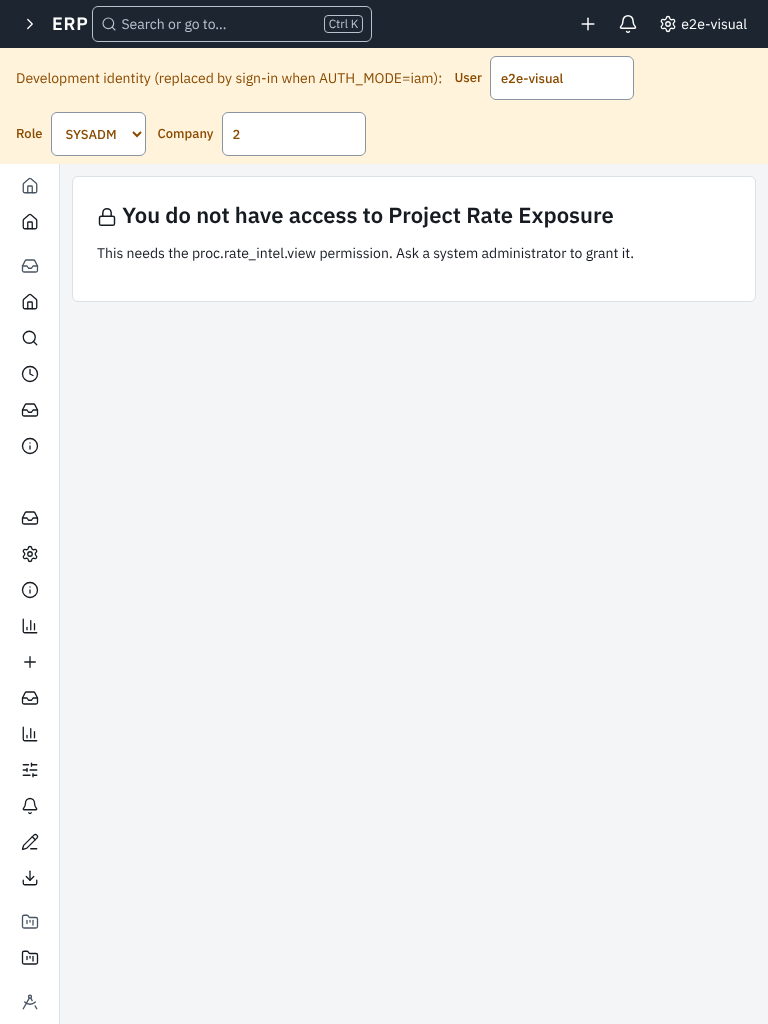 ERP
Search or go to...
Ctrl K
e2e-visual
Development identity (replaced by sign-in when AUTH_MODE=iam):
User
e2e-visual
Role
SYSADM
Company
2
You do not have access to Project Rate Exposure
This needs the proc.rate_intel.view permission. Ask a system administrator to grant it.